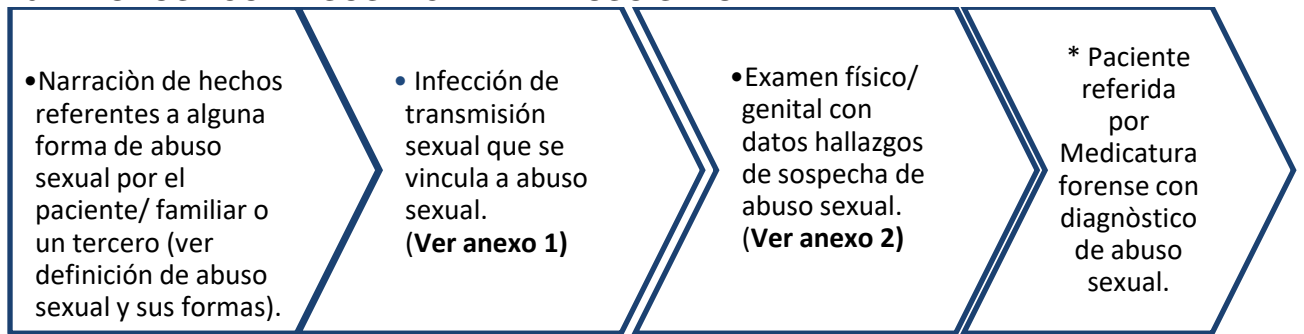 •Narraciòn de hechos
referentes a alguna
forma de abuso
sexual por el
paciente/ familiar o
un tercero (ver
definición de abuso
sexual y sus formas).
• Infección de
transmisión
sexual que se
vincula a abuso
sexual.
(Ver anexo 1)
•Examen físico/
genital con
datos hallazgos
de sospecha de
abuso sexual.
(Ver anexo 2)
* Paciente
referida
por
Medicatura
forense con
diagnòstico
de abuso
sexual.